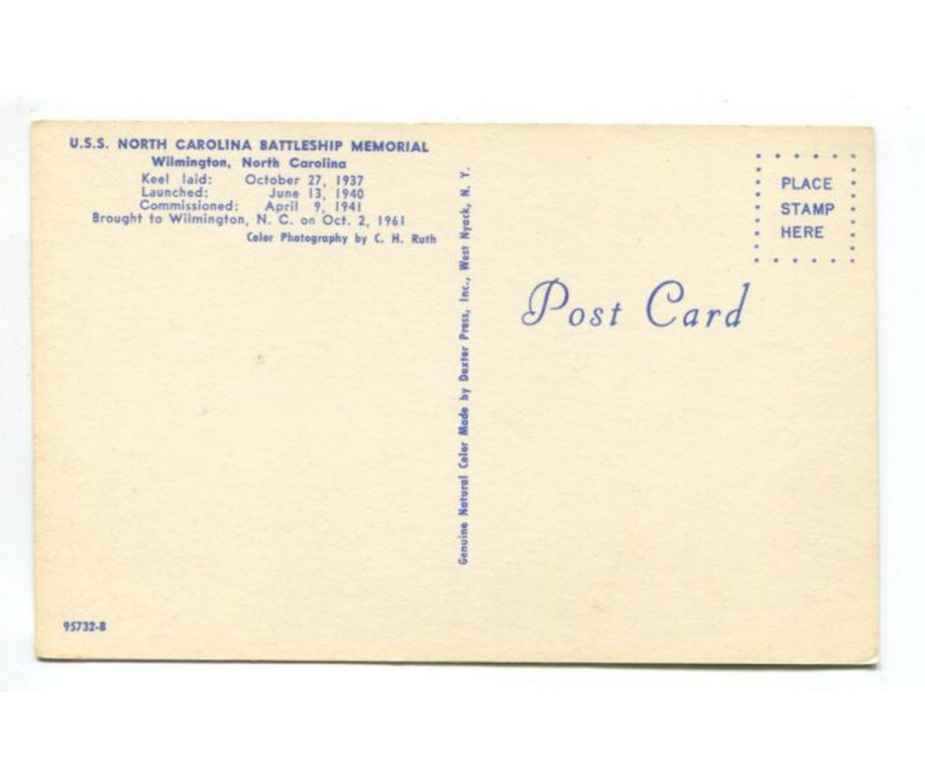 U.S.S. NORTH CAROLINA BATTLESHIP MEMORIAL
Wilmington, North Carolina
Keel laid: October 27, 1937
Launched: June 13, 1940
Commissioned: April 9, 1941
Brought to Wilmington, N. C. on Oct. 2, 1961
Color Photography by C. H. Ruth
Genuine Natural Color Made by Dexter Press, Inc., West Nyack, N. Y.
PLACE
STAMP
HERE
Post Card
95732-B